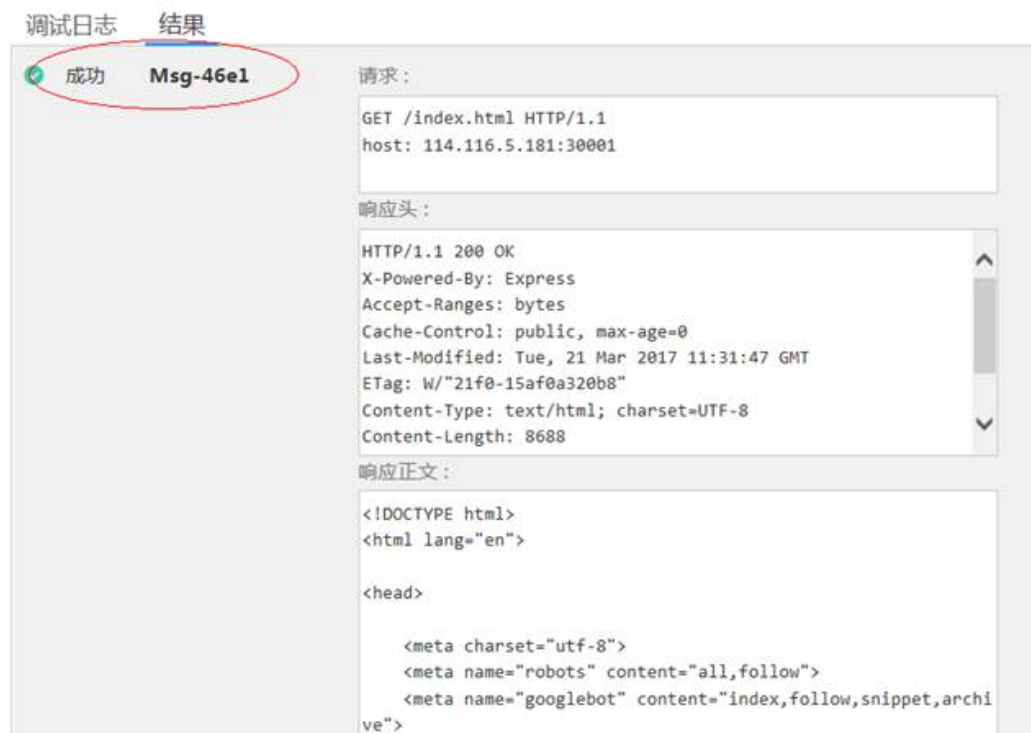 调试日志 结果
成功 Msg-46e1
请求：
GET /index.html HTTP/1.1
host: 114.116.5.181:30001
响应头：
HTTP/1.1 200 OK
X-Powered-By: Express
Accept-Ranges: bytes
Cache-Control: public, max-age=0
Last-Modified: Tue, 21 Mar 2017 11:31:47 GMT
ETag: W/"21f0-15af0a320b8"
Content-Type: text/html; charset=UTF-8
Content-Length: 8688
响应正文：
<!DOCTYPE html>
<html lang="en">
<head>
<meta charset="utf-8">
<meta name="robots" content="all,follow">
<meta name="googlebot" content="index,follow,snippet,archi
ve">